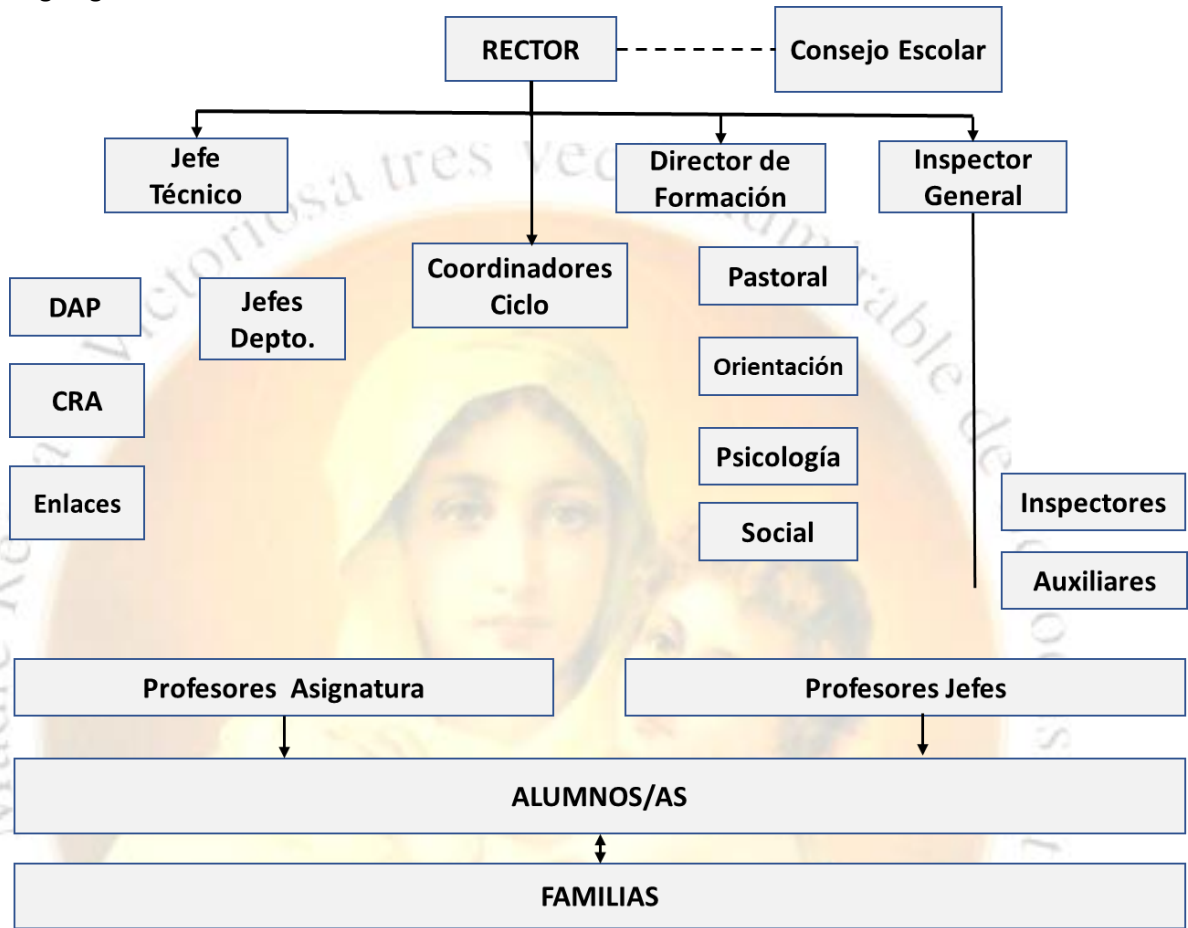 RECTOR
Consejo Escolar
Jefe
Técnico
Director de
Formación
Inspector
General
Coordinadores
Ciclo
DAP
Jefes
Depto.
CRA
Enlaces
Pastoral
Orientación
Psicología
Social
Inspectores
Auxiliares
Profesores Asignatura
Profesores Jefes
ALUMNOS/AS
FAMILIAS
tres